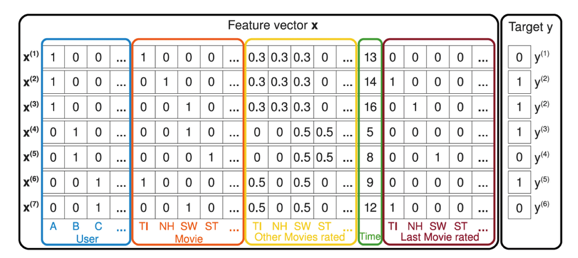 Feature vector x Target y
x(1) 1 0 0 ... 1 0 0 0 ... 0.3 0.3 0.3 0 ... 13 0 0 0 0 ... 0 y(1)
x(2) 1 0 0 ... 0 1 0 0 ... 0.3 0.3 0.3 0 ... 14 1 0 0 0 ... 1 y(2)
x(3) 1 0 0 ... 0 0 1 0 ... 0.3 0.3 0.3 0 ... 16 0 1 0 0 ... 1 y(2)
x(4) 0 1 0 ... 0 0 1 0 ... 0 0 0.5 0.5 ... 5 0 0 0 0 ... 1 y(3)
x(5) 0 1 0 ... 0 0 0 1 ... 0 0 0.5 0.5 ... 8 0 0 1 0 ... 0 y(4)
x(6) 0 0 1 ... 1 0 0 0 ... 0.5 0 0.5 0 ... 9 0 0 0 0 ... 1 y(5)
x(7) 0 0 1 ... 0 0 1 0 ... 0.5 0 0.5 0 ... 12 1 0 0 0 ... 0 y(6)
A B C ... TI NH SW ST ... TI NH SW ST ... Time TI NH SW ST ...
User Movie Other Movies rated Last Movie rated